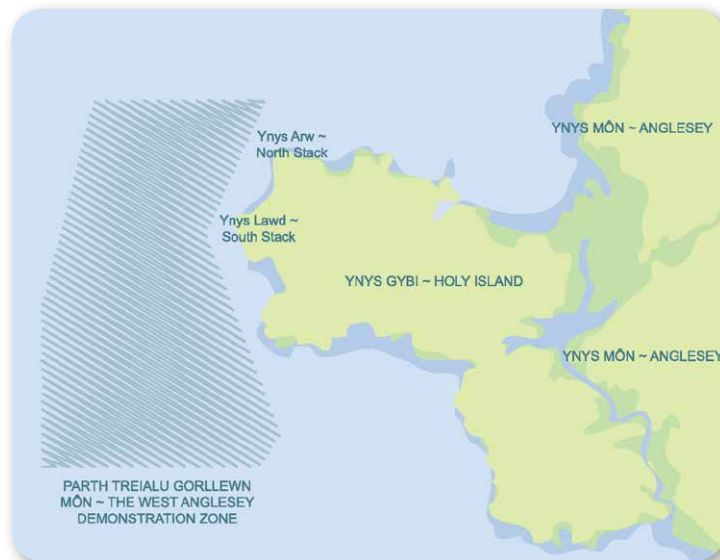 YNYS MÔN ~ ANGLESEY
Ynys Arw ~
North Stack
Ynys Lawd ~
South Stack
YNYS GYBI ~ HOLY ISLAND
YNYS MÔN ~ ANGLESEY
PARTH TREIALU GORLLEWN
MÔN ~ THE WEST ANGLESEY
DEMONSTRATION ZONE